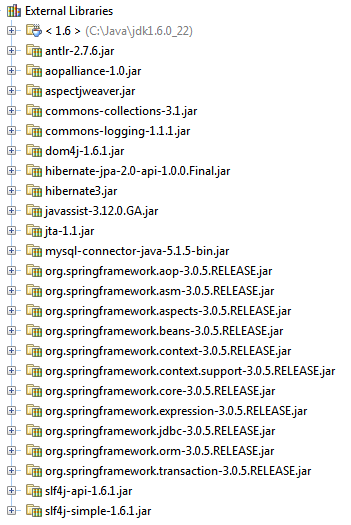 External Libraries
< 1.6 > (C:\Java\jdk1.6.0_22)
antlr-2.7.6.jar
aopalliance-1.0.jar
aspectjweaver.jar
commons-collections-3.1.jar
commons-logging-1.1.1.jar
dom4j-1.6.1.jar
hibernate-jpa-2.0-api-1.0.0.Final.jar
hibernate3.jar
javassist-3.12.0.GA.jar
jta-1.1.jar
mysql-connector-java-5.1.5-bin.jar
org.springframework.aop-3.0.5.RELEASE.jar
org.springframework.asm-3.0.5.RELEASE.jar
org.springframework.aspects-3.0.5.RELEASE.jar
org.springframework.beans-3.0.5.RELEASE.jar
org.springframework.context-3.0.5.RELEASE.jar
org.springframework.context.support-3.0.5.RELEASE.jar
org.springframework.core-3.0.5.RELEASE.jar
org.springframework.expression-3.0.5.RELEASE.jar
org.springframework.jdbc-3.0.5.RELEASE.jar
org.springframework.orm-3.0.5.RELEASE.jar
org.springframework.transaction-3.0.5.RELEASE.jar
slf4j-api-1.6.1.jar
slf4j-simple-1.6.1.jar